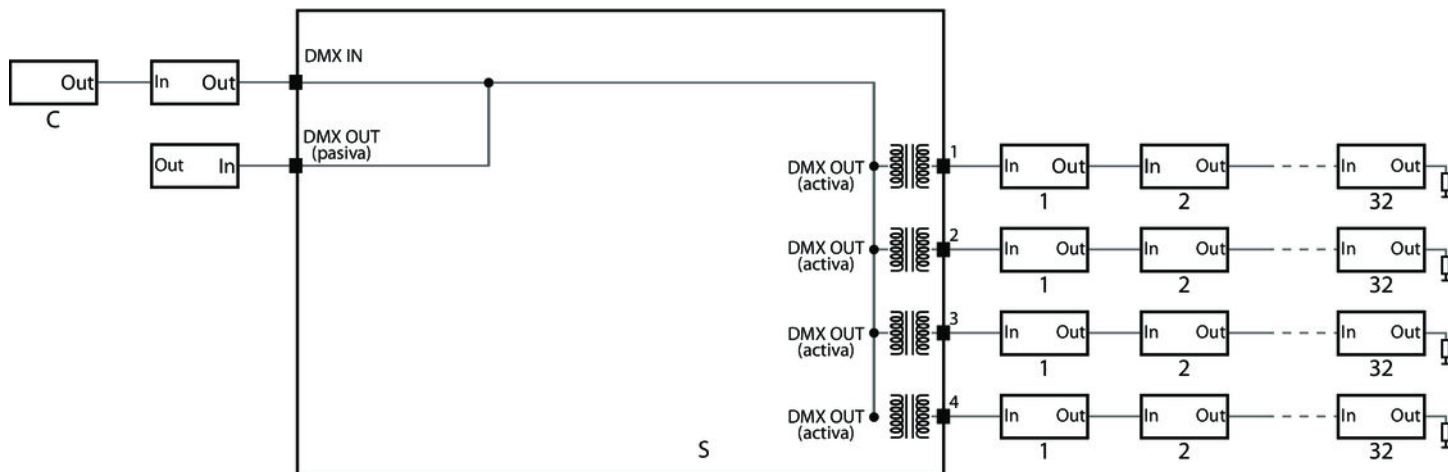 DMX IN
Out
In Out
C
DMX OUT
(pasiva)
Out In
DMX OUT
(activa)
1
In Out
1
In Out
2
In Out
32
DMX OUT
(activa)
2
In Out
1
In Out
2
In Out
32
DMX OUT
(activa)
3
In Out
1
In Out
2
In Out
32
DMX OUT
(activa)
4
In Out
1
In Out
2
In Out
32
S